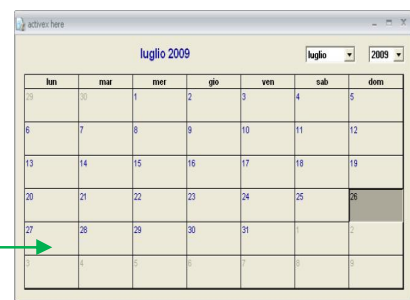 activex here
luglio 2009 luglio 2009
lun mar mer gio ven sab dom
29 30 1 2 3 4 5
6 7 8 9 10 11 12
13 14 15 16 17 18 19
20 21 22 23 24 25 26
27 28 29 30 31 1 2
3 4 5 6 7 8 9